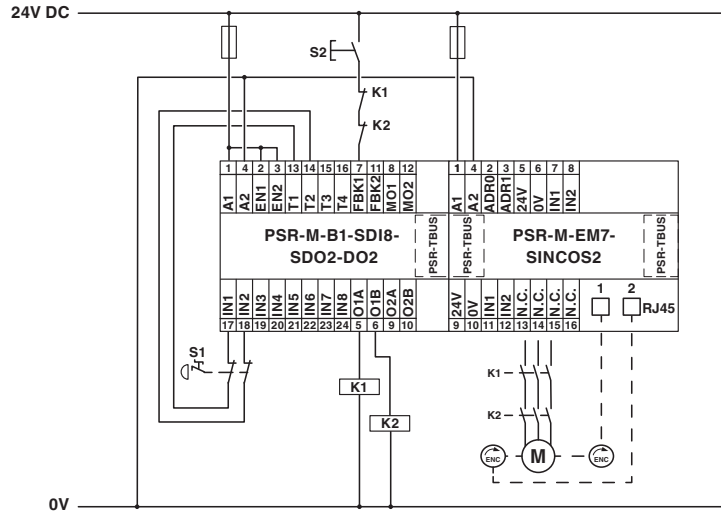 24V DC
S2
K1
K2
1 4 2 3 13 14 15 16 7 11 8 12
A1 A2 EN1 EN2 T1 T2 T3 T4 FBK1 FBK2 MO1 MO2
1 4 2 3 5 6 7 8
A1 A2 ADR0 ADR1 24V 0V IN1 IN2
PSR-M-B1-SDI8-
SDO2-DO2
PSR-TBUS
PSR-TBUS
PSR-M-EM7-
SINCOS2
PSR-TBUS
IN1 IN2 IN3 IN4 IN5 IN6 IN7 IN8 O1A O1B O2A O2B
17 18 19 20 21 22 23 24 5 6 9 10
24V 0V IN1 IN2 N.C. N.C. N.C. N.C.
9 10 11 12 13 14 15 16
1 2
RJ45
S1
K1
K2
K1
K2
ENC
M
ENC
0V